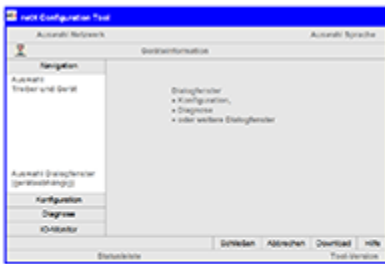 netX Configuration Tool
Auswahl Netzwerk
Auswahl Sprache
Geräteinformation
Navigation
Auswahl
Treiber und Gerät
Dialogfenster
• Konfiguration,
• Diagnose
• oder weitere Dialogfenster
Auswahl Dialogfenster
(geräteabhängig)
Konfiguration
Diagnose
IO-Monitor
Schließen Abbrechen Download Hilfe
Statusleiste
Tool-Version